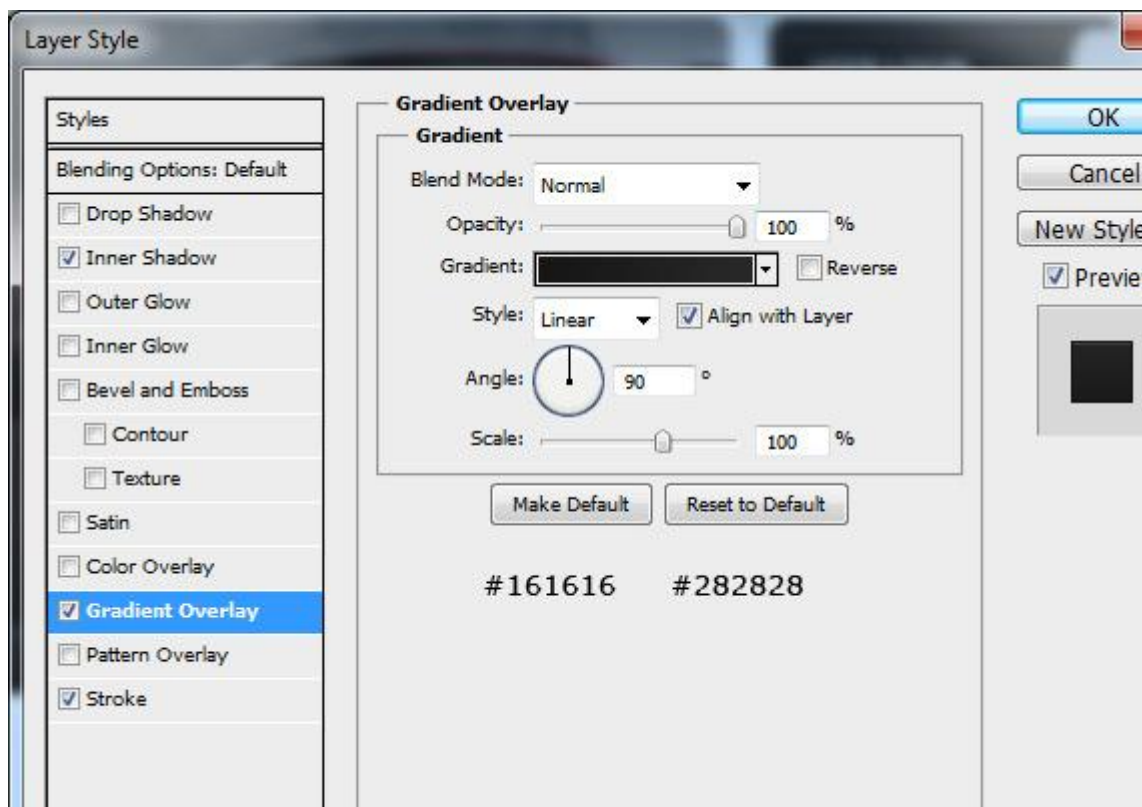 Layer Style
Styles
Blending Options: Default
Drop Shadow
Inner Shadow
Outer Glow
Inner Glow
Bevel and Emboss
Contour
Texture
Satin
Color Overlay
Gradient Overlay
Pattern Overlay
Stroke
Gradient Overlay
Gradient
Blend Mode: Normal
Opacity: 100 %
Gradient: Reverse
Style: Linear Align with Layer
Angle: 90 °
Scale: 100 %
Make Default Reset to Default
#161616 #282828
OK
Cancel
New Style
Previe